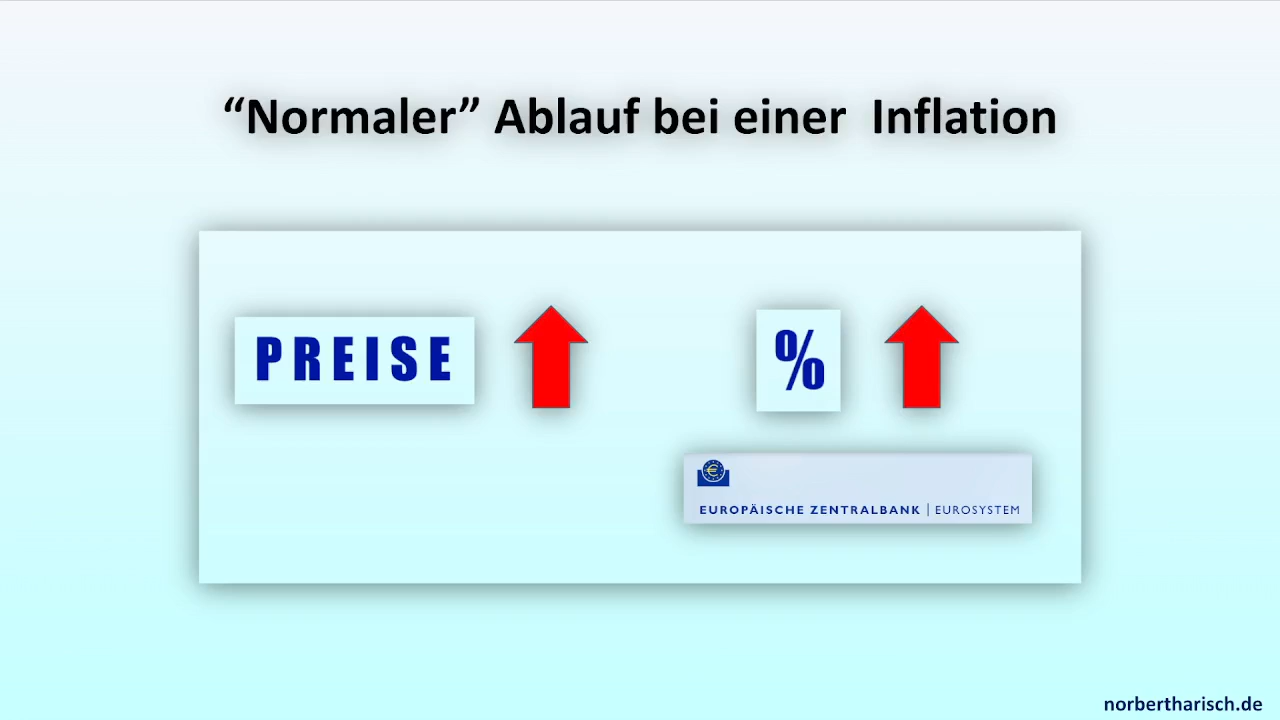 “Normaler” Ablauf bei einer  Inflation
PREISE
%
EUROPÄISCHE ZENTRALBANK | EUROSYSTEM
norbertharisch.de